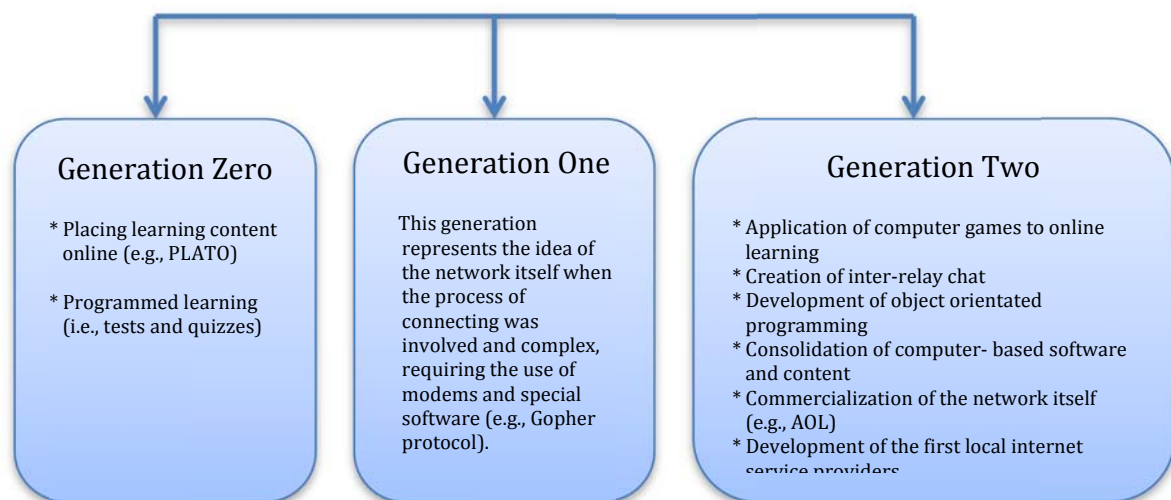 Generation Zero
* Placing learning content
online (e.g., PLATO)
* Programmed learning
(i.e., tests and quizzes)
Generation One
This generation
represents the idea of
the network itself when
the process of
connecting was
involved and complex,
requiring the use of
modems and special
software (e.g., Gopher
protocol).
Generation Two
* Application of computer games to online
learning
* Creation of inter-relay chat
* Development of object orientated
programming
* Consolidation of computer- based software
and content
* Commercialization of the network itself
(e.g., AOL)
* Development of the first local internet
service providers